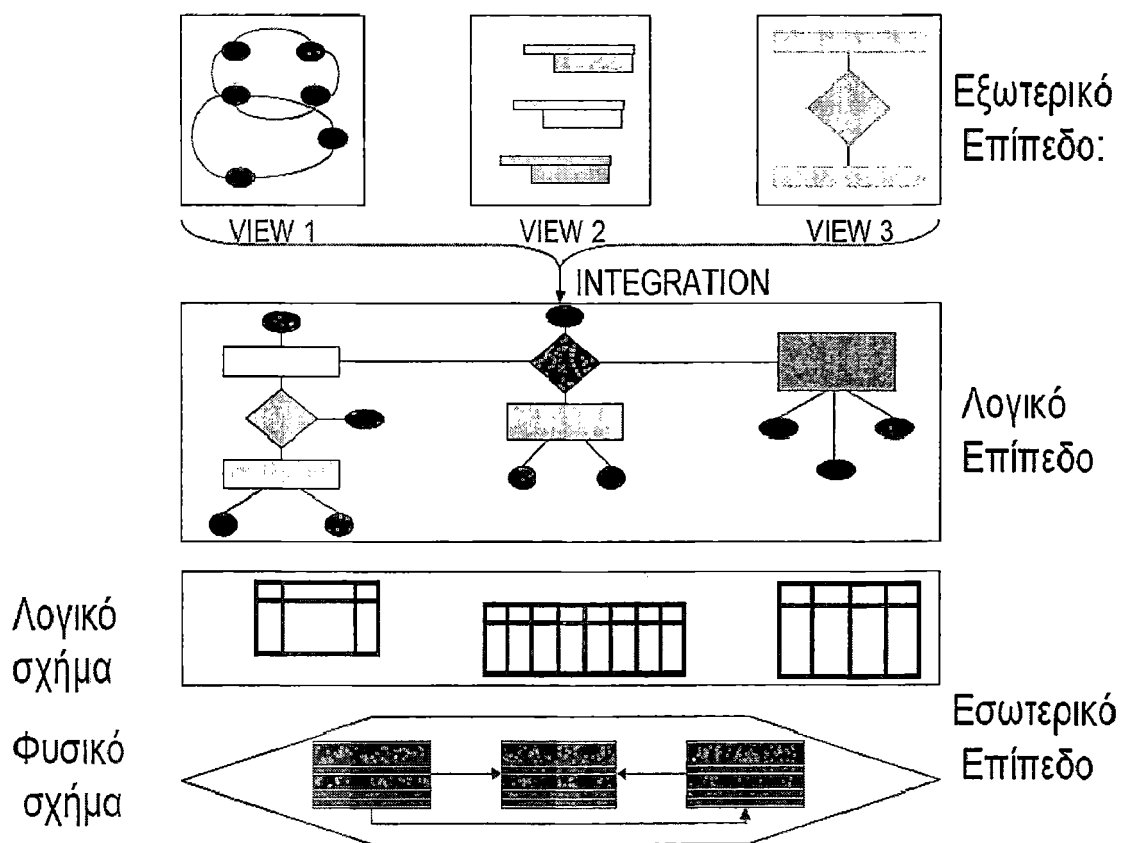 Εξωτερικό
Επίπεδο:
VIEW 1
VIEW 2
VIEW 3
INTEGRATION
Λογικό
Επίπεδο
Λογικό
σχήμα
Φυσικό
σχήμα
Εσωτερικό
Επίπεδο